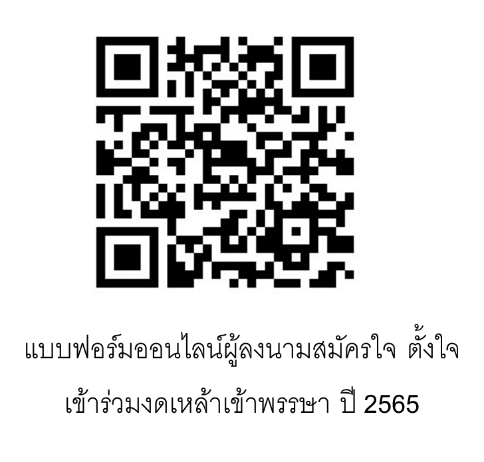 แบบฟอร์มออนไลน์ผู้ลงนามสมัครใจ ตั้งใจ
เข้าร่วมงดเหล้าเข้าพรรษา ปี 2565